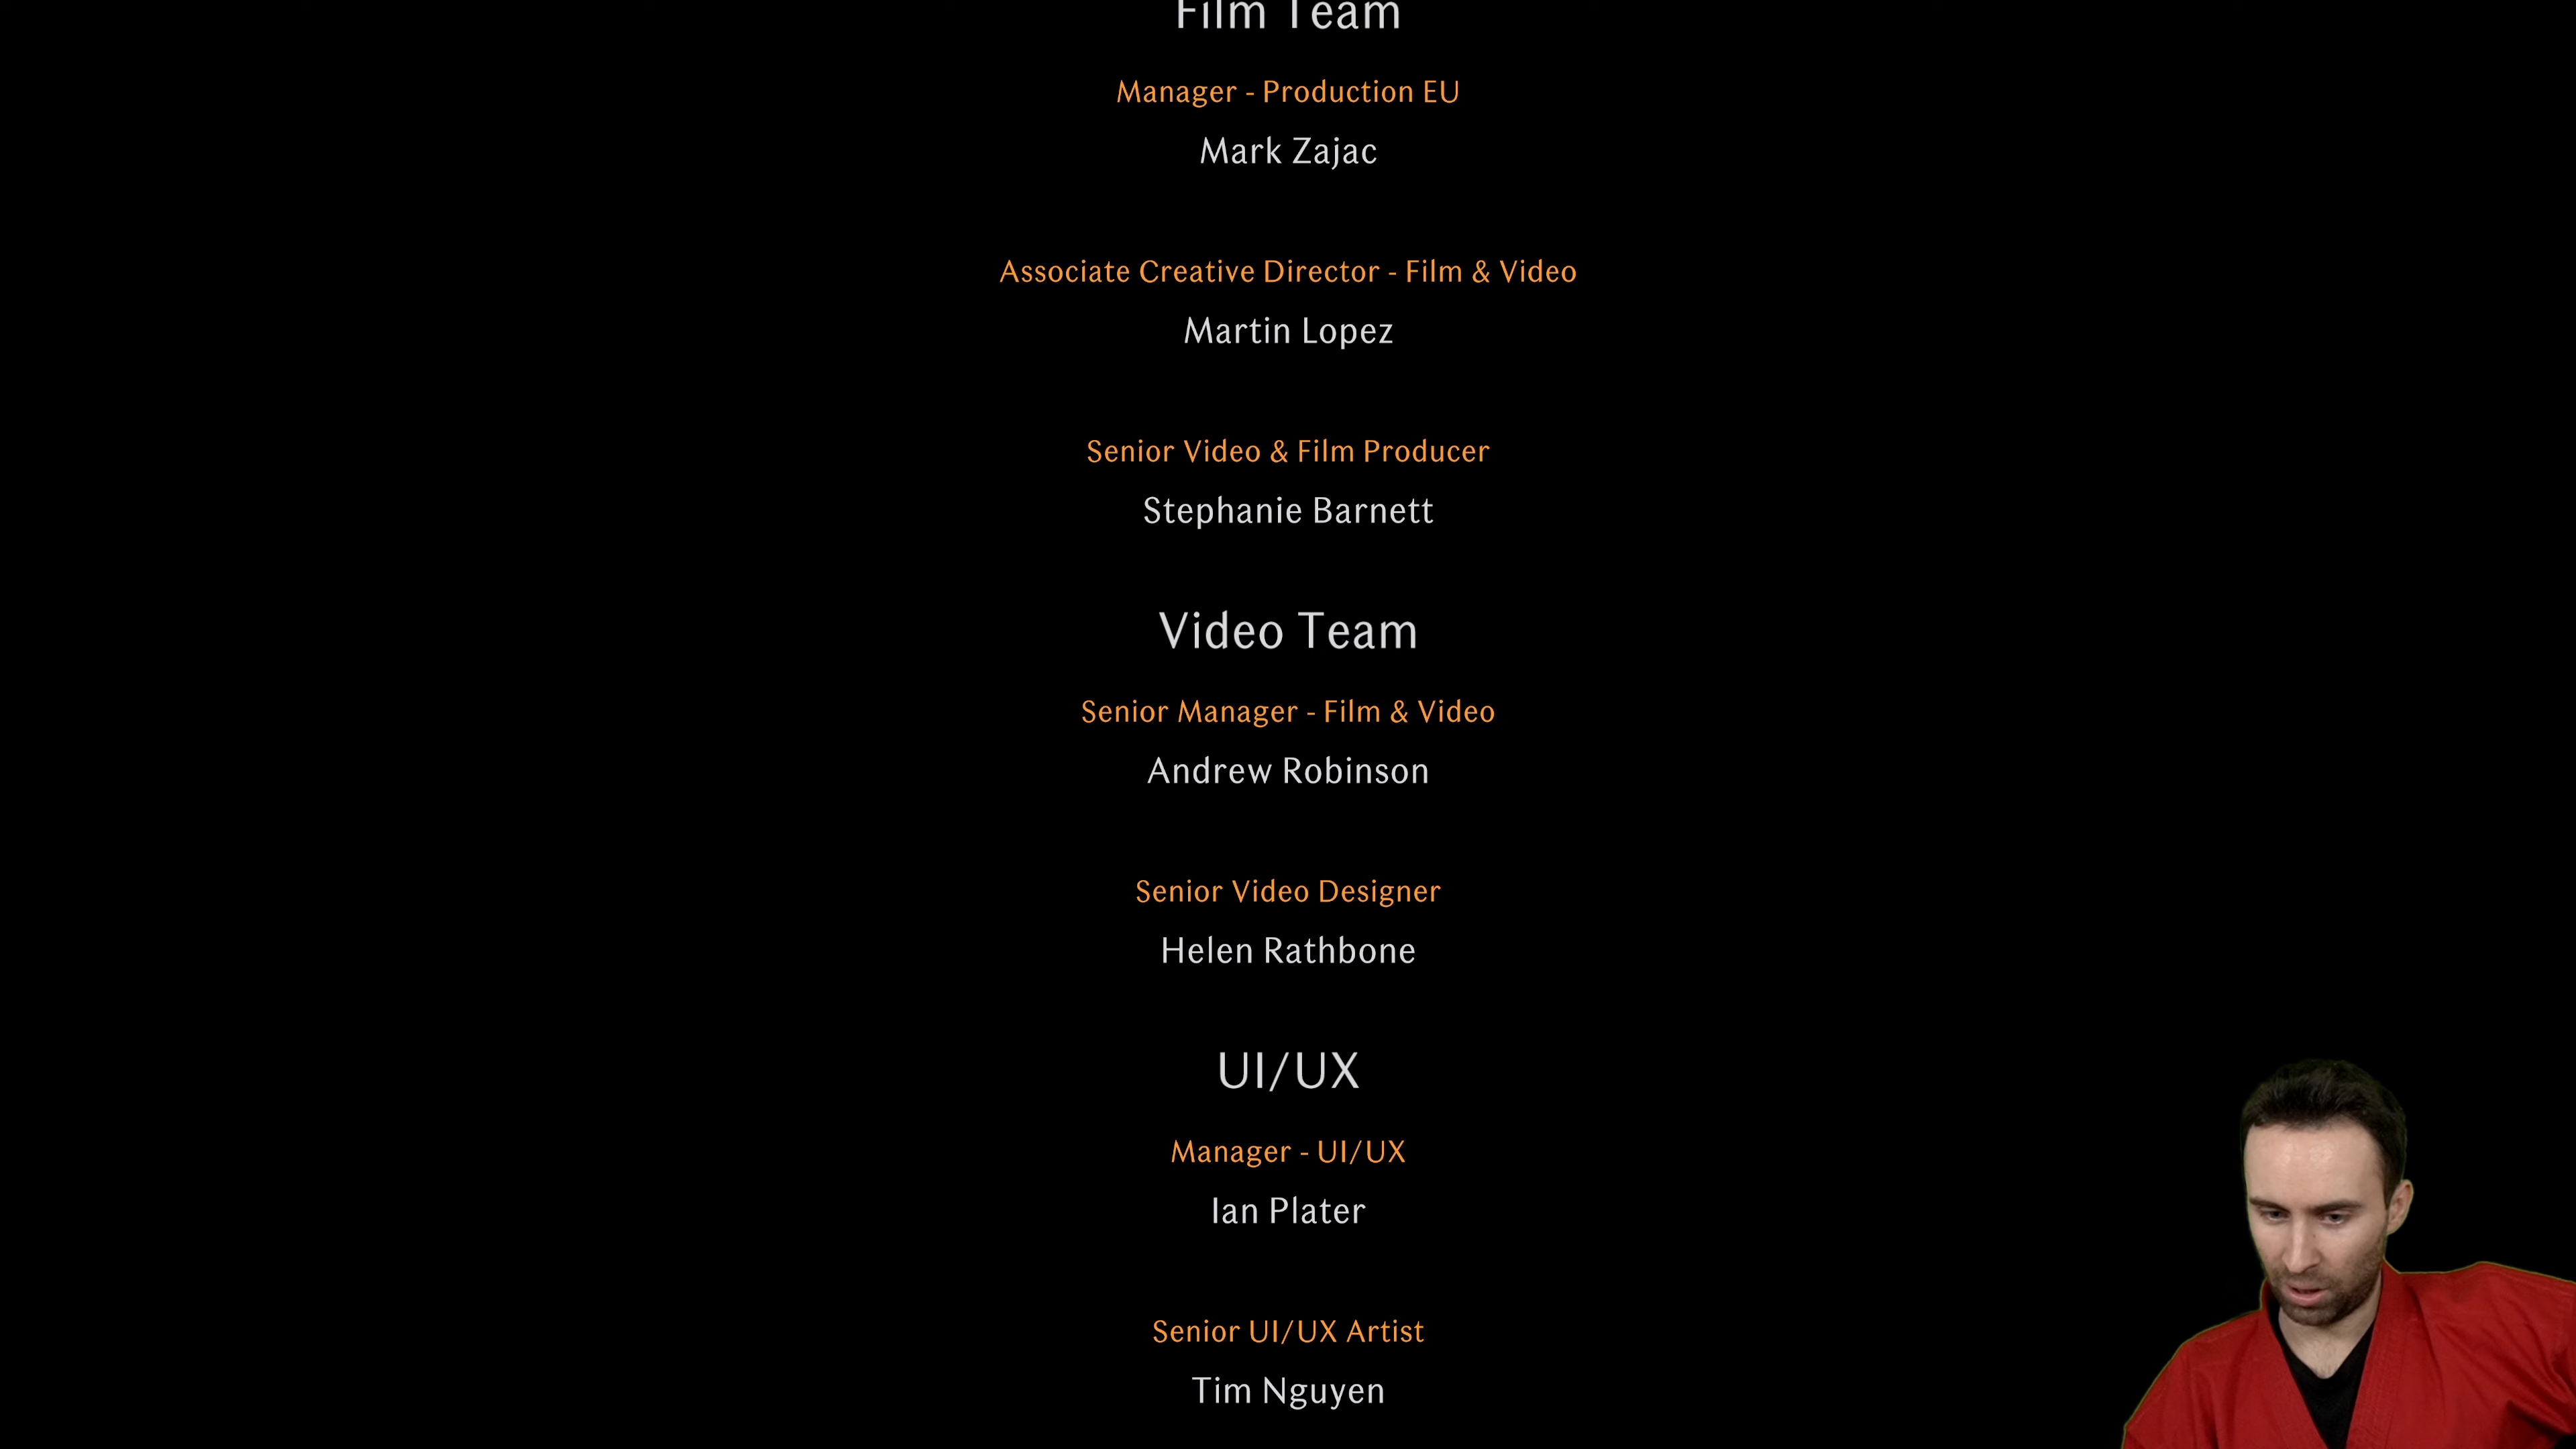 Film Team
Manager - Production EU
Mark Zajac
Associate Creative Director - Film & Video
Martin Lopez
Senior Video & Film Producer
Stephanie Barnett
Video Team
Senior Manager - Film & Video
Andrew Robinson
Senior Video Designer
Helen Rathbone
UI/UX
Manager - UI/UX
Ian Plater
Senior UI/UX Artist
Tim Nguyen